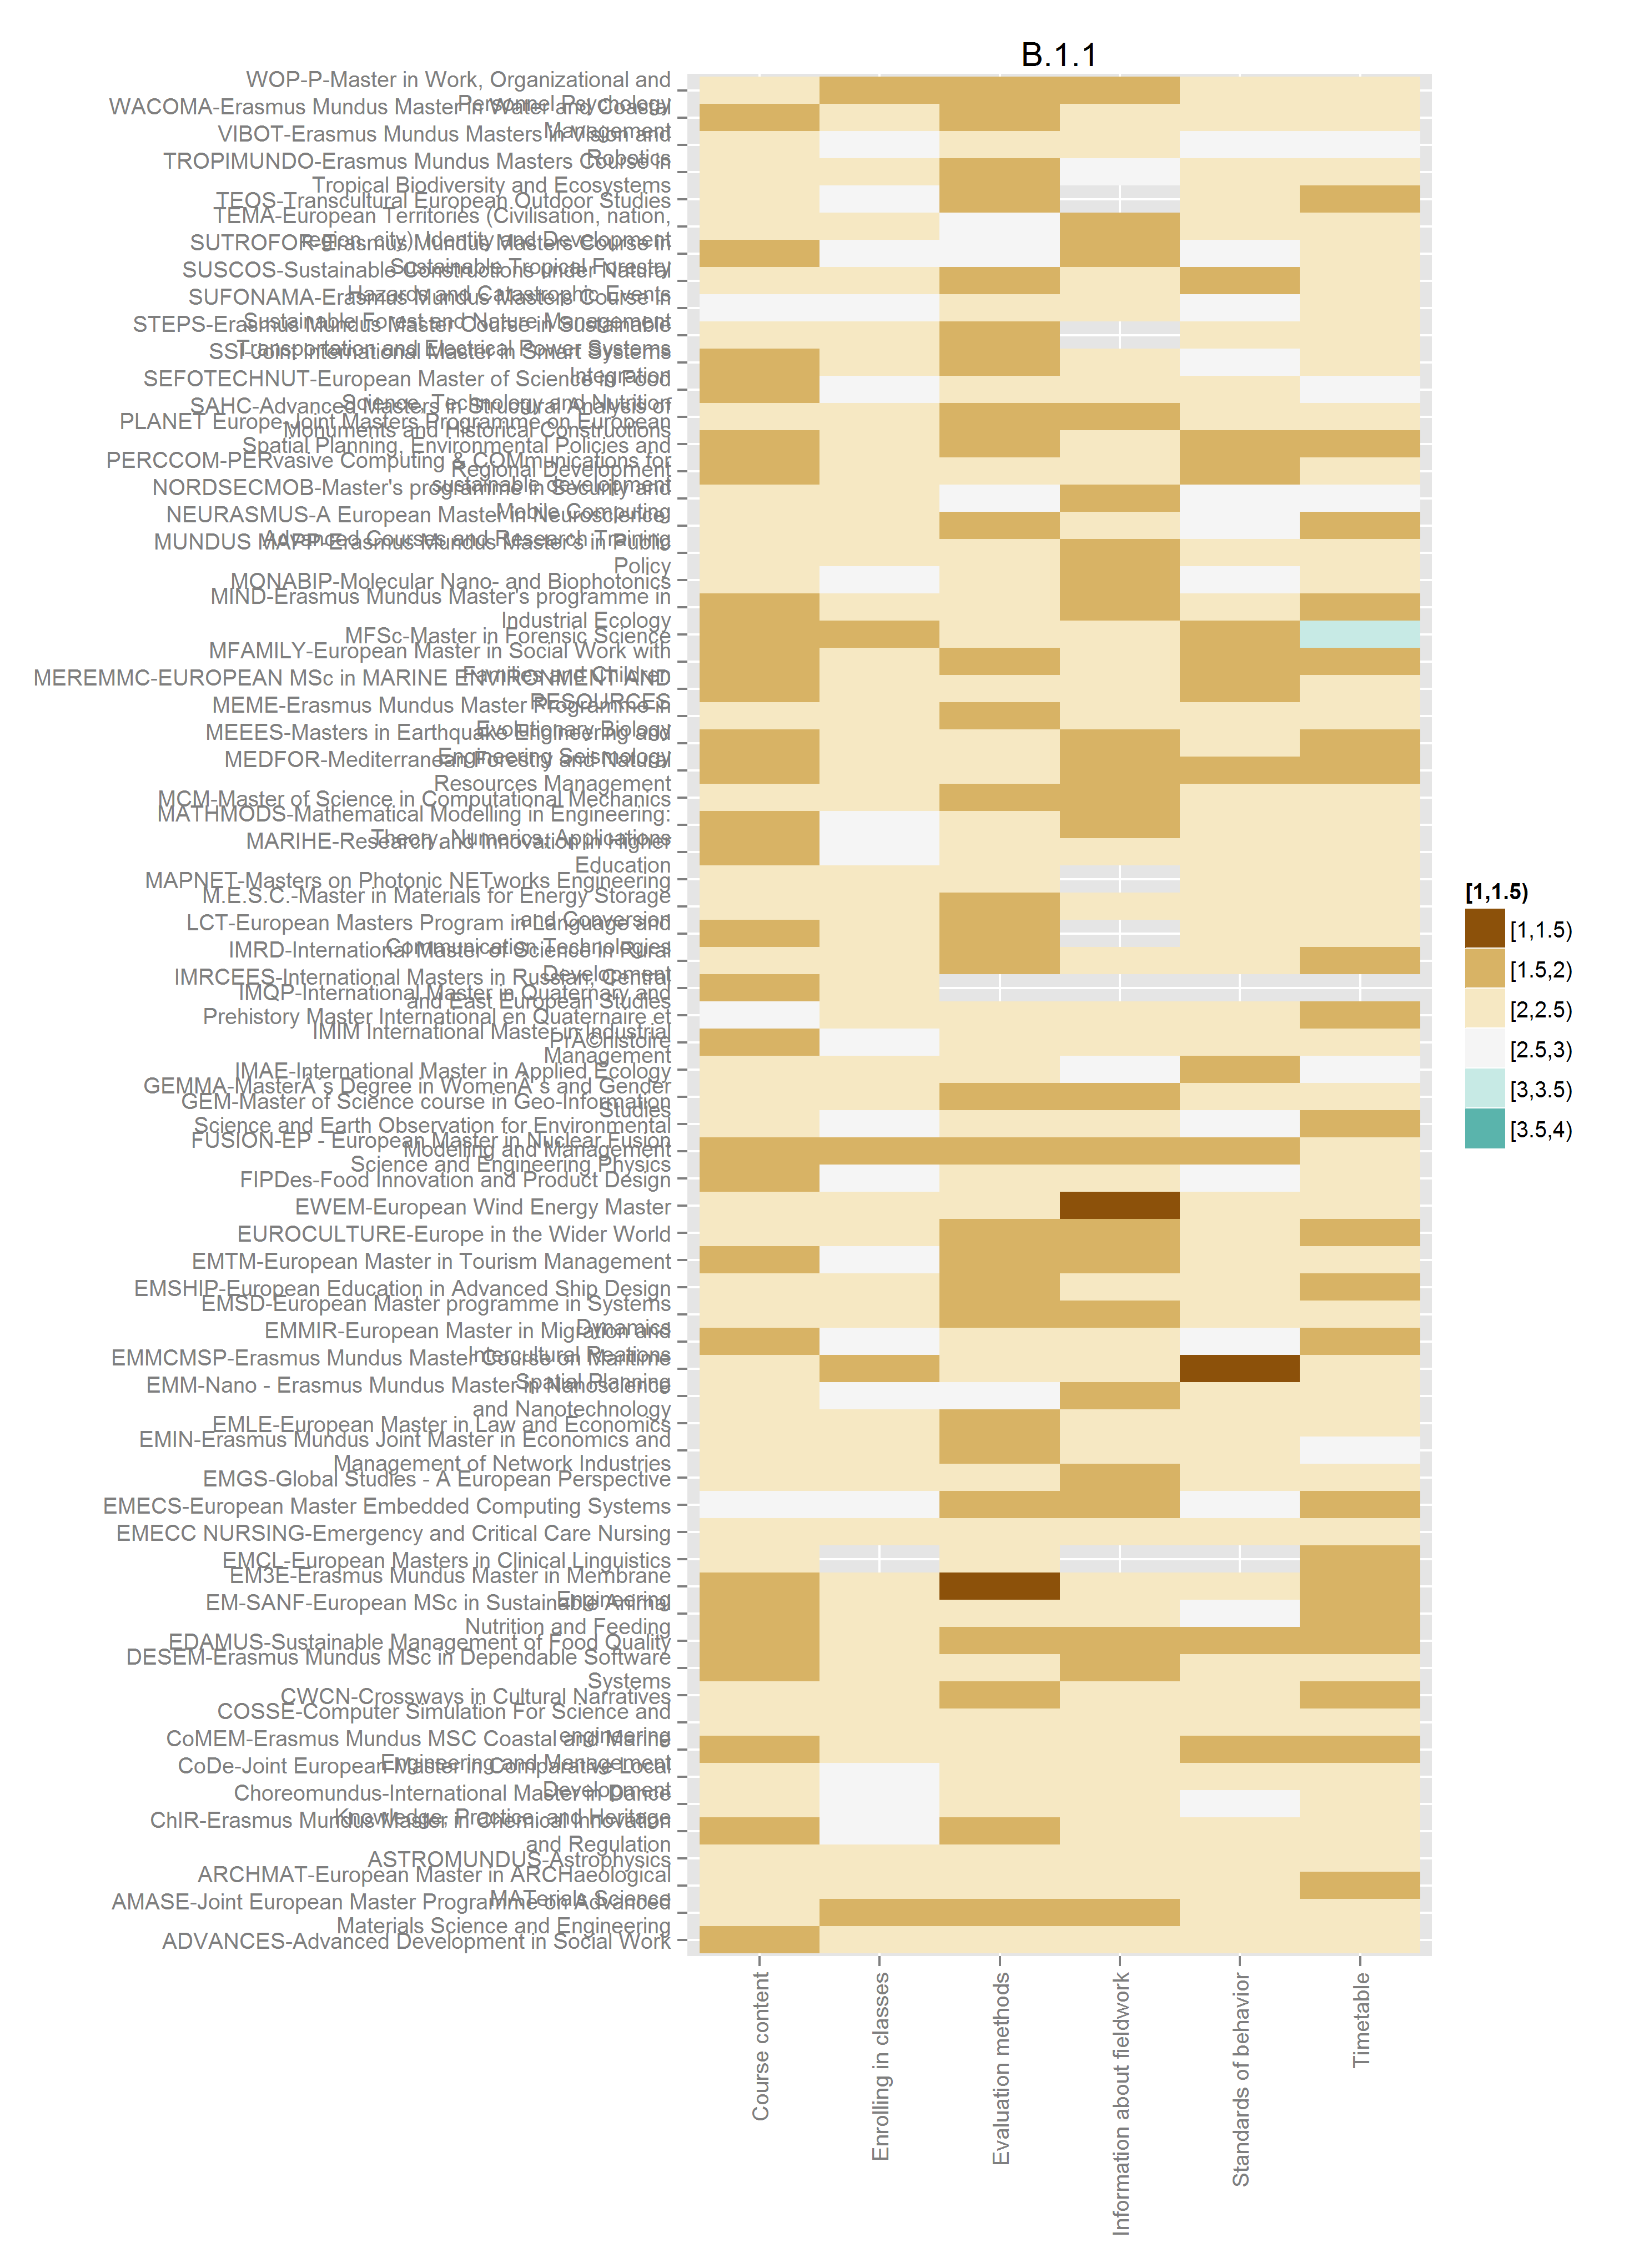 B.1.1
WOP-P-Master in Work, Organizational and
Personnel Psychology
WACOMA-Erasmus Mundus Master in Water and Coastal
Management
VIBOT-Erasmus Mundus Masters in Vision and
Robotics
TROPIMUNDO-Erasmus Mundus Masters Course in
Tropical Biodiversity and Ecosystems
TEOS-Transcultural European Outdoor Studies
TEMA-European Territories (Civilisation, nation,
region, city), Identity and Development
SUTROFOR-Erasmus Mundus Masters Course in
Sustainable Tropical Forestry
SUSCOS-Sustainable Constructions under Natural
Hazards and Catastrophic Events
SUFONAMA-Erasmus Mundus Masters Course in
Sustainable Forest and Nature Management
STEPS-Erasmus Mundus Master Course in Sustainable
Transportation and Electrical Power Systems
SSI-Joint International Master in Smart Systems
Integration
SEFOTECHNUT-European Master of Science in Food
Science, Technology and Nutrition
SAHC-Advanced Masters in Structural Analysis of
Monuments and Historical Constructions
PLANET Europe-Joint Masters Programme on European
Spatial Planning, Environmental Policies and
Regional Development
PERCCOM-PERvasive Computing & COMmunications for
sustainable development
NORDSECMOB-Master's programme in Security and
Mobile Computing
NEURASMUS-A European Master in Neuroscience:
Advanced Courses and Research Training
MUNDUS MAPP-Erasmus Mundus Master's in Public
Policy
MONABIP-Molecular Nano- and Biophotonics
MIND-Erasmus Mundus Master's programme in
Industrial Ecology
MFSc-Master in Forensic Science
MFAMILY-European Master in Social Work with
Families and Children
MEREMMC-EUROPEAN MSc in MARINE ENVIRONMENT AND
RESOURCES
MEME-Erasmus Mundus Master Programme in
Evolutionary Biology
MEEES-Masters in Earthquake Engineering and
Engineering Seismology
MEDFOR-Mediterranean Forestry and Natural
Resources Management
MCM-Master of Science in Computational Mechanics
MATHMODS-Mathematical Modelling in Engineering:
Theory, Numerics, Applications
MARIHE-Research and Innovation in Higher
Education
MAPNET-Masters on Photonic NETworks Engineering
M.E.S.C.-Master in Materials for Energy Storage
and Conversion
LCT-European Masters Program in Language and
Communication Technologies
IMRD-International Master of Science in Rural
Development
IMRCEES-International Masters in Russian, Central
and East European Studies
IMQP-International Master in Quaternary and
Prehistory Master International en Quaternaire et
PrÃ©histoire
IMIM International Master in Industrial
Management
IMAE-International Master in Applied Ecology
GEMMA-MasterÂ´s Degree in WomenÂ´s and Gender
Studies
GEM-Master of Science course in Geo-Information
Science and Earth Observation for Environmental
Modelling and Management
FUSION-EP - European Master in Nuclear Fusion
Science and Engineering Physics
FIPDes-Food Innovation and Product Design
EWEM-European Wind Energy Master
EUROCULTURE-Europe in the Wider World
EMTM-European Master in Tourism Management
EMSHIP-European Education in Advanced Ship Design
EMSD-European Master programme in Systems
Dynamics
EMMIR-European Master in Migration and
Intercultural Reations
EMMCMSP-Erasmus Mundus Master Course on Maritime
Spatial Planning
EMM-Nano - Erasmus Mundus Master in Nanoscience
and Nanotechnology
EMLE-European Master in Law and Economics
EMIN-Erasmus Mundus Joint Master in Economics and
Management of Network Industries
EMGS-Global Studies - A European Perspective
EMECS-European Master Embedded Computing Systems
EMECC NURSING-Emergency and Critical Care Nursing
EMCL-European Masters in Clinical Linguistics
EM3E-Erasmus Mundus Master in Membrane
Engineering
EM-SANF-European MSc in Sustainable Animal
Nutrition and Feeding
EDAMUS-Sustainable Management of Food Quality
DESEM-Erasmus Mundus MSc in Dependable Software
Systems
CWCN-Crossways in Cultural Narratives
COSSE-Computer Simulation For Science and
engineering
CoMEM-Erasmus Mundus MSC Coastal and Marine
Engineering and Management
CoDe-Joint European Master in Comparative Local
Development
Choreomundus-International Master in Dance
Knowledge, Practice, and Heritage
ChIR-Erasmus Mundus Master in Chemical Innovation
and Regulation
ASTROMUNDUS-Astrophysics
ARCHMAT-European Master in ARCHaeological
MATerials Science
AMASE-Joint European Master Programme on Advanced
Materials Science and Engineering
ADVANCES-Advanced Development in Social Work
Course content
Enrolling in classes
Evaluation methods
Information about fieldwork
Standards of behavior
Timetable
[1,1.5)
[1,1.5)
[1.5,2)
[2,2.5)
[2.5,3)
[3,3.5)
[3.5,4)